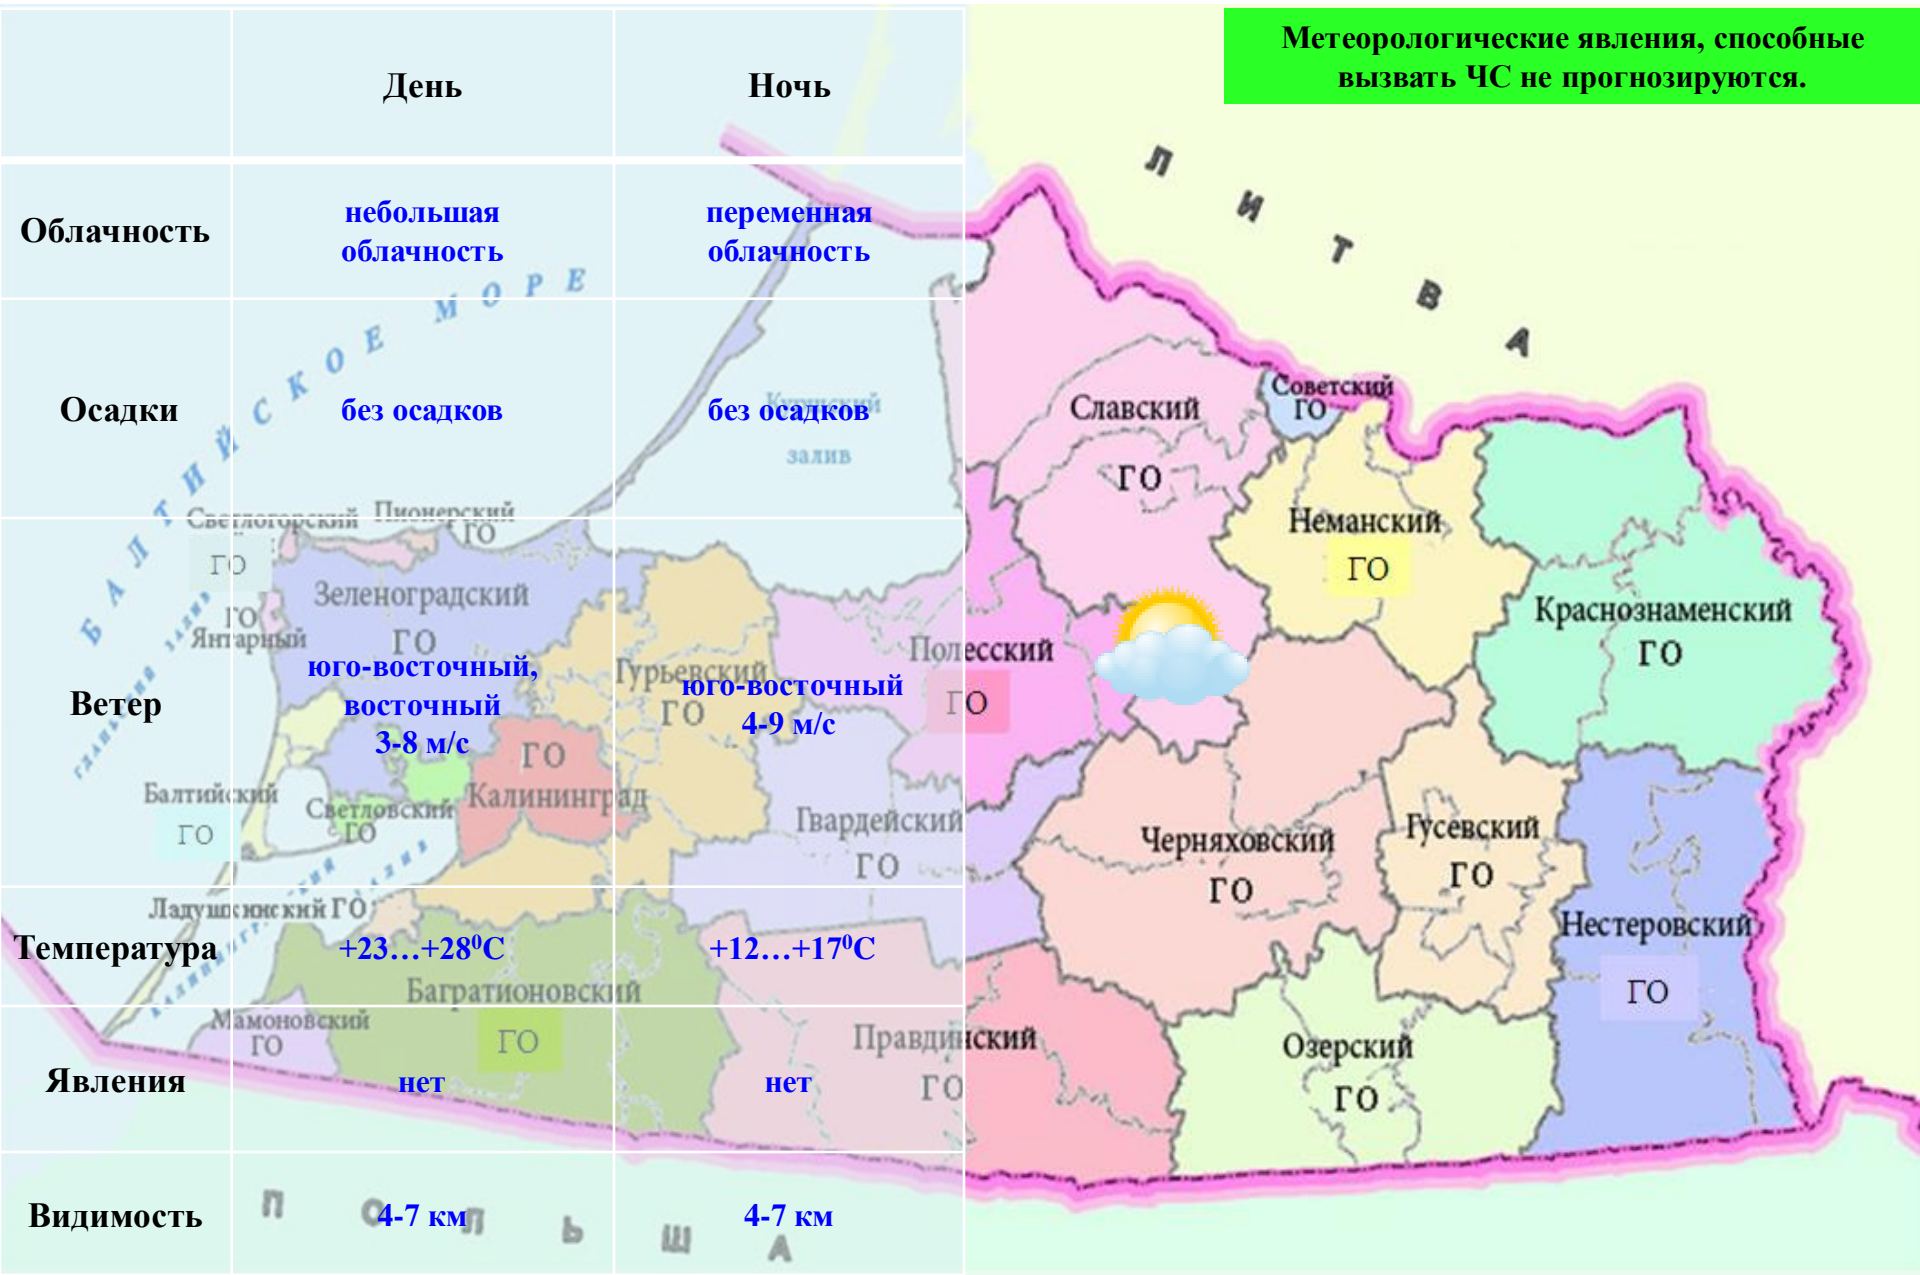 День
Ночь
Метеорологические явления, способные
вызвать ЧС не прогнозируются.
Облачность
небольшая
облачность
переменная
облачность
Осадки
без осадков
без осадков
Ветер
юго-восточный,
восточный
3-8 м/с
юго-восточный
4-9 м/с
Температура
+23…+28⁰С
+12…+17⁰С
Явления
нет
нет
Видимость
4-7 км
4-7 км
ЛИТВА
БАЛТИЙСКОЕ МОРЕ
Куршский
залив
Светлогорский
ГО
Пионерский
ГО
Зеленоградский
ГО
ГО
Янтарный
Гурьевский
ГО
Полесский
ГО
Славский
ГО
Советский
ГО
Неманский
ГО
Краснознаменский
ГО
ГО
Калининград
Балтийский
ГО
Светловский
ГО
Гвардейский
ГО
Черняховский
ГО
Гусевский
ГО
Нестеровский
ГО
Ладушкинский ГО
Багратионовский
ГО
Мамоновский
ГО
Правдинский
ГО
Озерский
ГО
ПОЛЬША